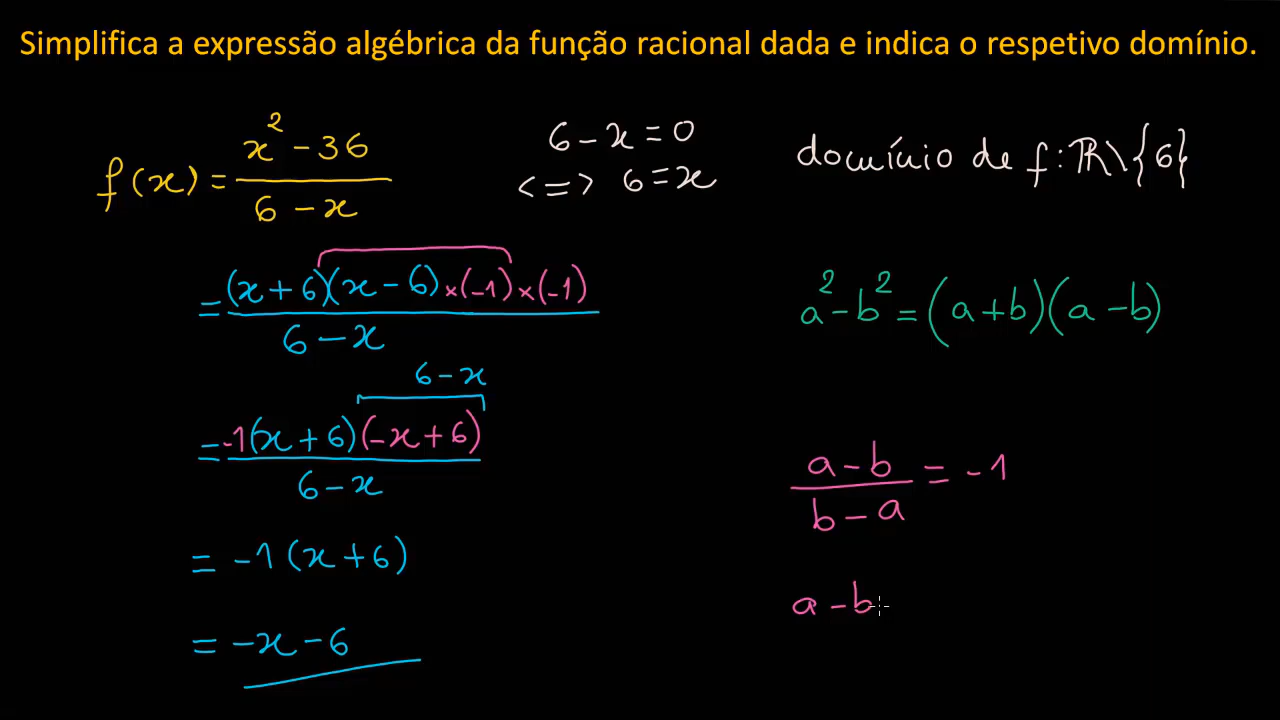 Simplifica a expressão algébrica da função racional dada e indica o respetivo domínio.
f(x) = (x² - 36)/(6 - x)
6 - x = 0
<=> 6 = x
domínio de f: ℝ\{6}
= ((x + 6)(x - 6) × (-1) × (-1))/(6 - x)
a² - b² = (a + b)(a - b)
6 - x
= (-1(x + 6)(-x + 6))/(6 - x)
(a - b)/(b - a) = -1
= -1(x + 6)
a - b
= -x - 6